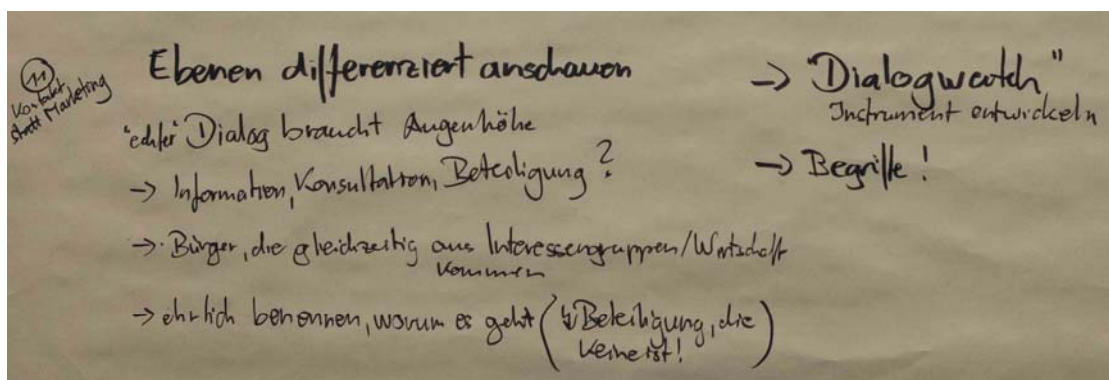 11
Kontakt
statt Marketing
Ebenen differenziert anschauen
"echter" Dialog braucht Augenhöhe
-> Information, Konsultation, Beteiligung?
-> Bürger, die gleichzeitig aus Interessengruppen/Wirtschaft
kommen
-> ehrlich benennen, worum es geht (↯ Beteiligung, die
keine ist!)
-> "Dialogwatch"
Instrument entwickeln
-> Begriffe!